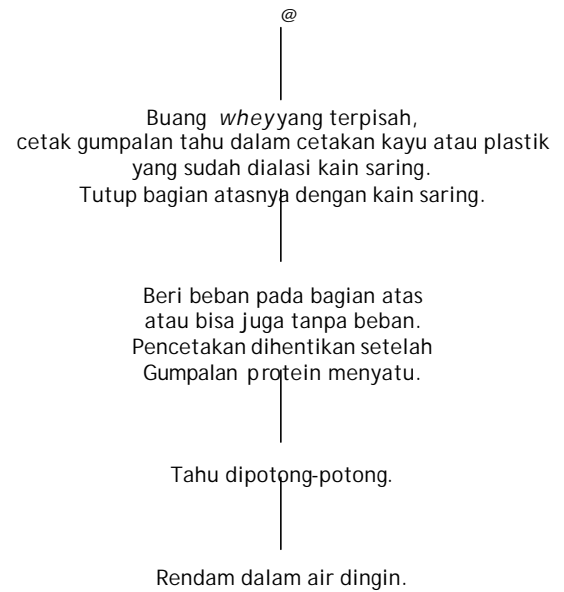 @
Buang whey yang terpisah,
cetak gumpalan tahu dalam cetakan kayu atau plastik
yang sudah dialasi kain saring.
Tutup bagian atasnya dengan kain saring.
Beri beban pada bagian atas
atau bisa juga tanpa beban.
Pencetakan dihentikan setelah
Gumpalan protein menyatu.
Tahu dipotong-potong.
Rendam dalam air dingin.